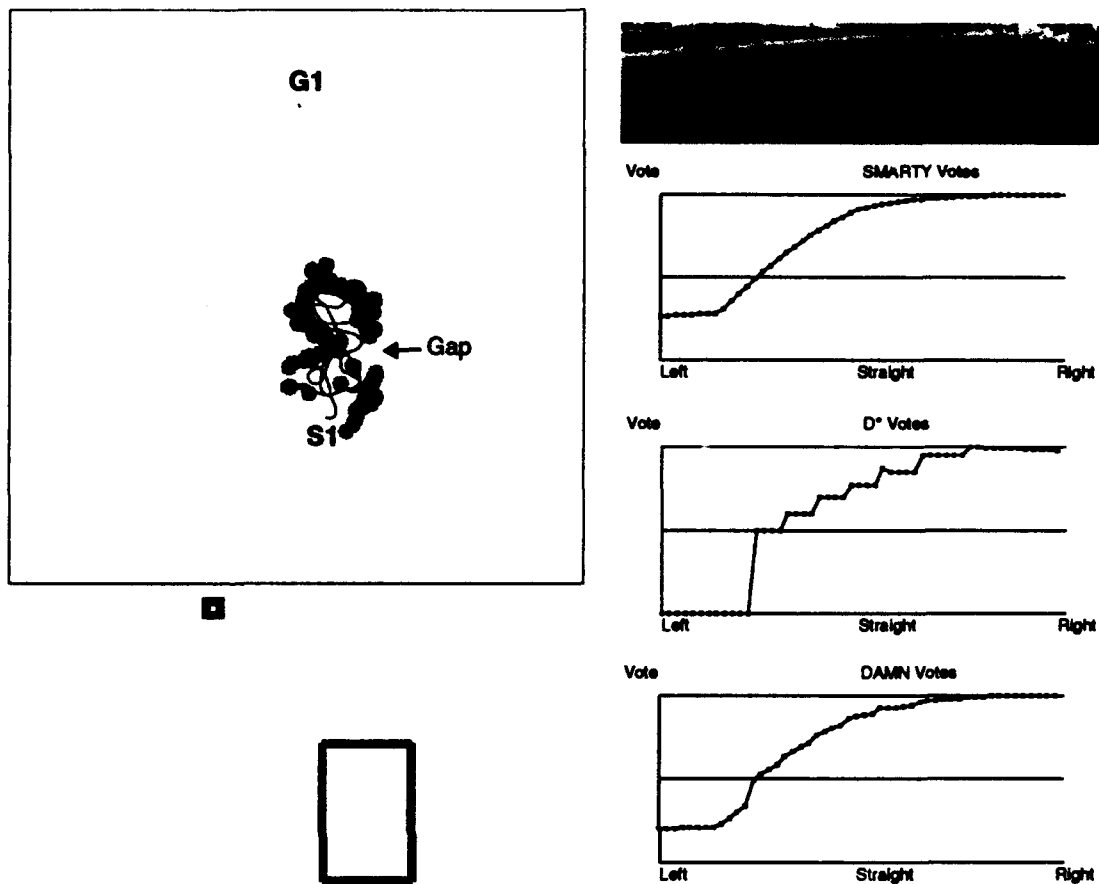 G1
Gap
S1
Vote SMARTY Votes
Left Straight Right
Vote D* Votes
Left Straight Right
Vote DAMN Votes
Left Straight Right